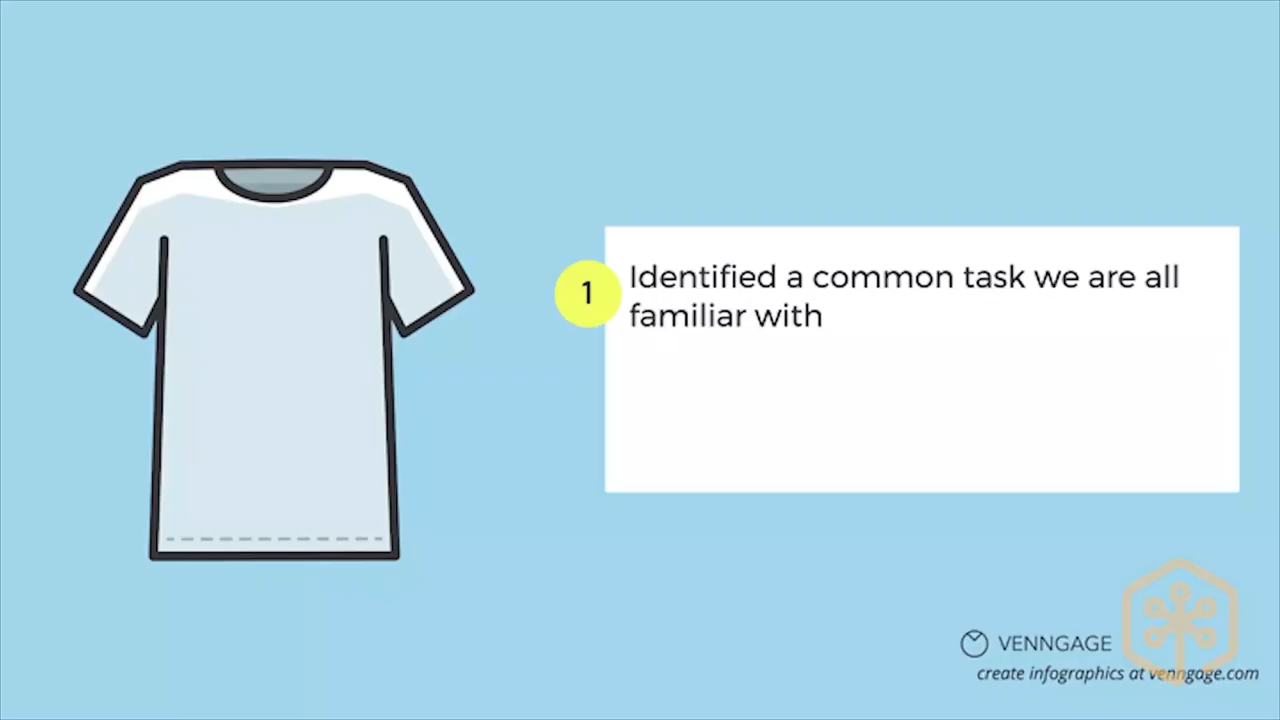 1
Identified a common task we are all
familiar with
VENNGAGE
create infographics at venngage.com